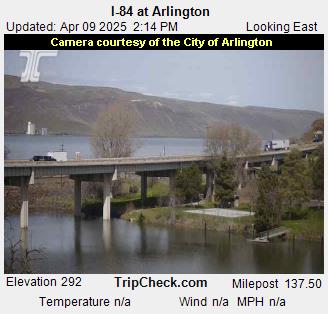 I-84 at Arlington
Updated: Apr 09 2025 2:14 PM Looking East
Camera courtesy of the City of Arlington
Elevation 292 TripCheck.com Milepost 137.50
Temperature n/a Wind n/a MPH n/a